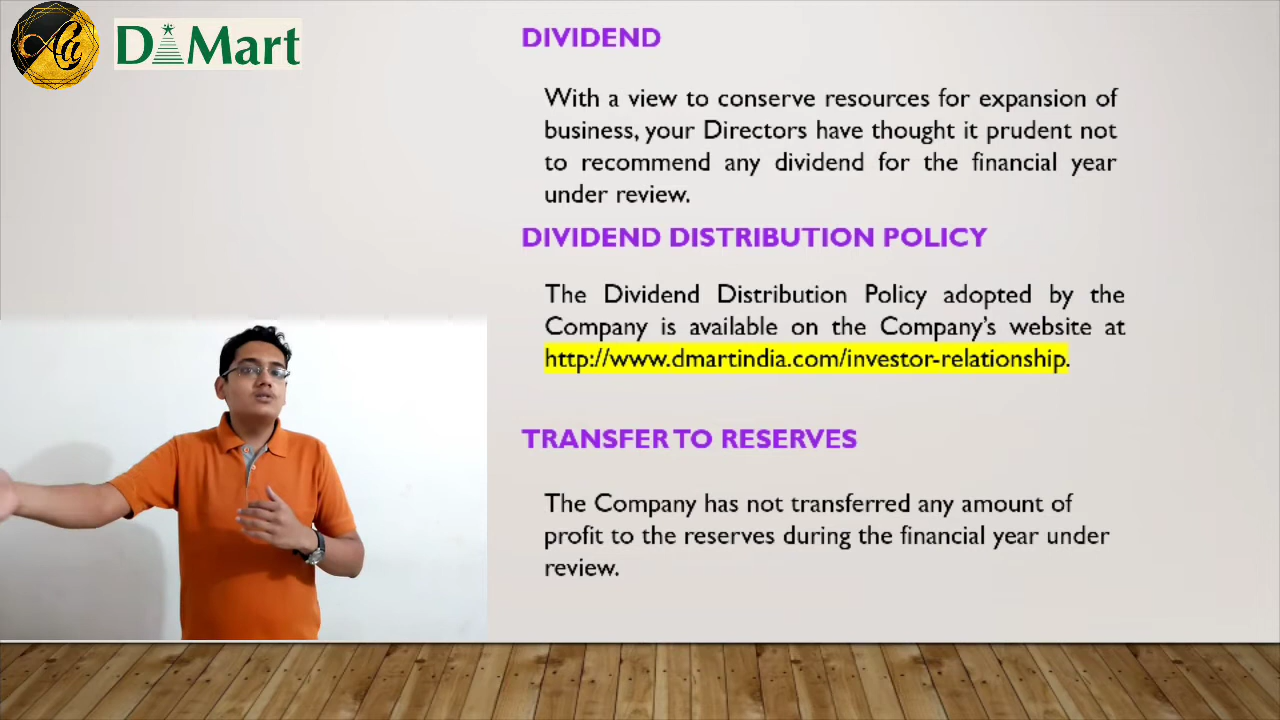 D Mart
DIVIDEND
With a view to conserve resources for expansion of
business, your Directors have thought it prudent not
to recommend any dividend for the financial year
under review.
DIVIDEND DISTRIBUTION POLICY
The Dividend Distribution Policy adopted by the
Company is available on the Company's website at
http://www.dmartindia.com/investor-relationship.
TRANSFER TO RESERVES
The Company has not transferred any amount of
profit to the reserves during the financial year under
review.